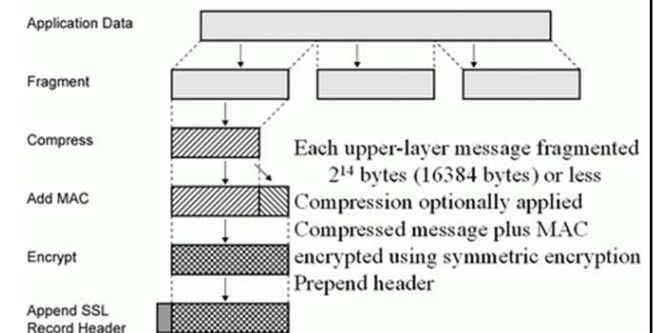 Application Data
Fragment
Compress
Each upper-layer message fragmented
2¹⁴ bytes (16384 bytes) or less
Add MAC
Compression optionally applied
Compressed message plus MAC
Encrypt
encrypted using symmetric encryption
Prepend header
Append SSL
Record Header